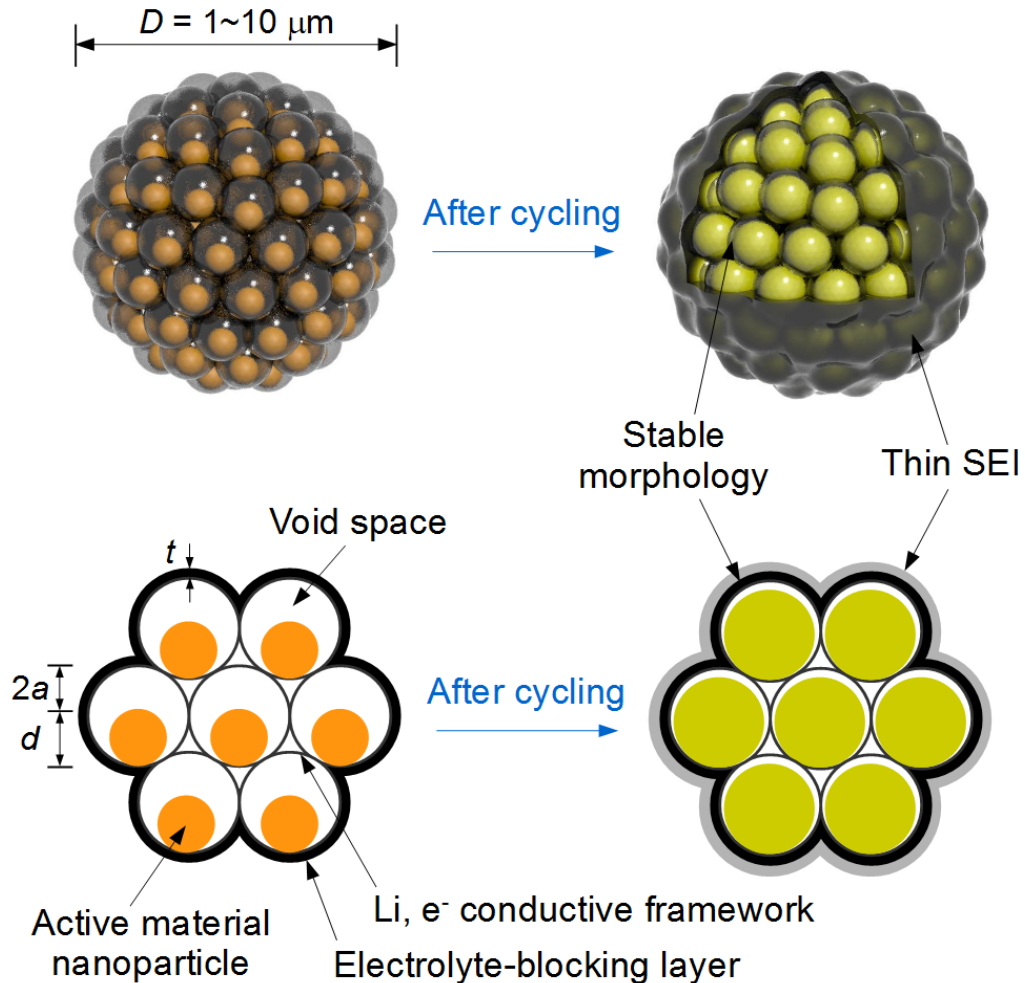 D = 1~10 μm
After cycling
Stable
morphology
Thin SEI
Void space
t
2a
d
After cycling
Li, e⁻ conductive framework
Active material
nanoparticle
Electrolyte-blocking layer